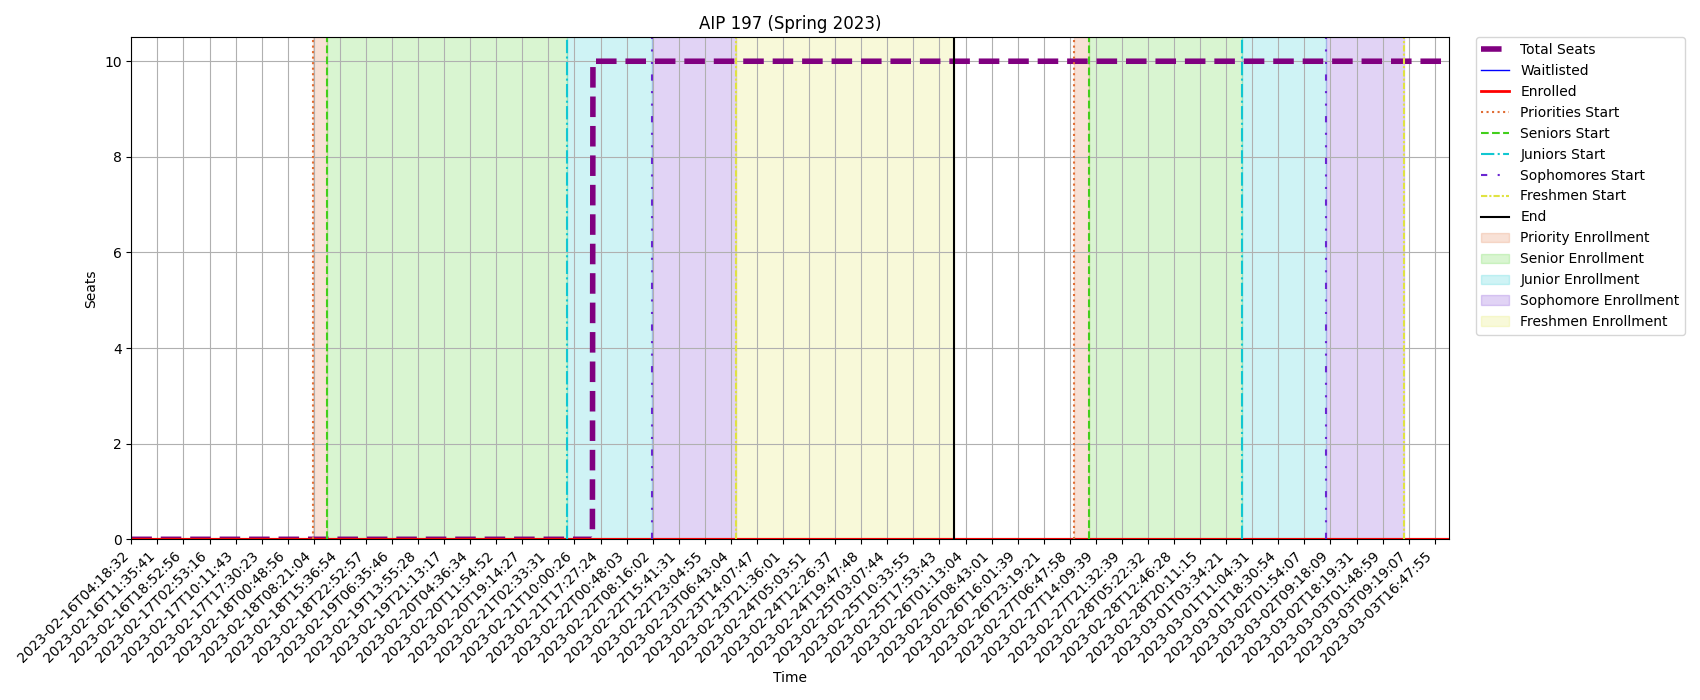 AIP 197 (Spring 2023)
10
8
6
4
2
0
Seats
2023-02-16T04:18:32
2023-02-16T11:35:41
2023-02-16T18:52:56
2023-02-17T02:53:16
2023-02-17T10:11:43
2023-02-17T17:30:23
2023-02-18T00:48:56
2023-02-18T08:21:04
2023-02-18T15:36:54
2023-02-18T22:52:57
2023-02-19T06:35:46
2023-02-19T13:55:28
2023-02-19T21:13:17
2023-02-20T04:36:34
2023-02-20T11:54:52
2023-02-20T19:14:27
2023-02-21T02:33:31
2023-02-21T10:00:26
2023-02-21T17:27:24
2023-02-22T00:48:03
2023-02-22T08:16:02
2023-02-22T15:41:31
2023-02-22T23:04:55
2023-02-23T06:43:04
2023-02-23T14:07:47
2023-02-23T21:36:01
2023-02-24T05:03:51
2023-02-24T12:26:37
2023-02-24T19:47:48
2023-02-25T03:07:44
2023-02-25T10:33:55
2023-02-25T17:53:43
2023-02-26T01:13:04
2023-02-26T08:43:01
2023-02-26T16:01:39
2023-02-26T23:19:21
2023-02-27T06:47:58
2023-02-27T14:09:39
2023-02-27T21:32:39
2023-02-28T05:22:32
2023-02-28T12:46:28
2023-02-28T20:11:15
2023-03-01T03:34:21
2023-03-01T11:04:31
2023-03-01T18:30:54
2023-03-02T01:54:07
2023-03-02T09:18:09
2023-03-02T18:19:31
2023-03-03T01:48:59
2023-03-03T09:19:07
2023-03-03T16:47:55
Time
Total Seats
Waitlisted
Enrolled
Priorities Start
Seniors Start
Juniors Start
Sophomores Start
Freshmen Start
End
Priority Enrollment
Senior Enrollment
Junior Enrollment
Sophomore Enrollment
Freshmen Enrollment